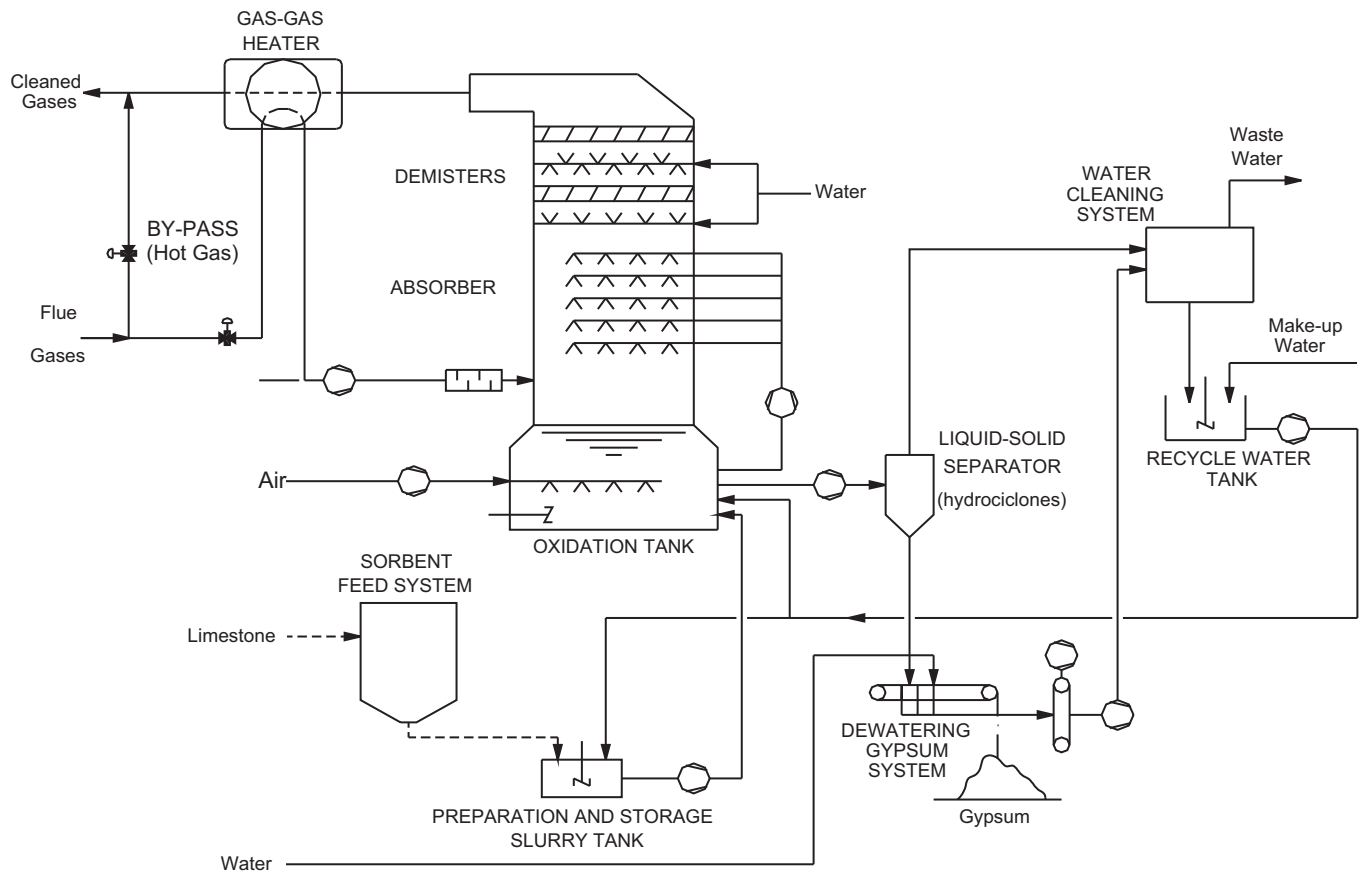 GAS-GAS
HEATER
Cleaned
Gases
DEMISTERS
Water
BY-PASS
(Hot Gas)
ABSORBER
Flue
Gases
Waste
Water
WATER
CLEANING
SYSTEM
Make-up
Water
RECYCLE WATER
TANK
LIQUID-SOLID
SEPARATOR
(hydrociclones)
Air
OXIDATION TANK
SORBENT
FEED SYSTEM
Limestone
DEWATERING
GYPSUM
SYSTEM
Gypsum
PREPARATION AND STORAGE
SLURRY TANK
Water